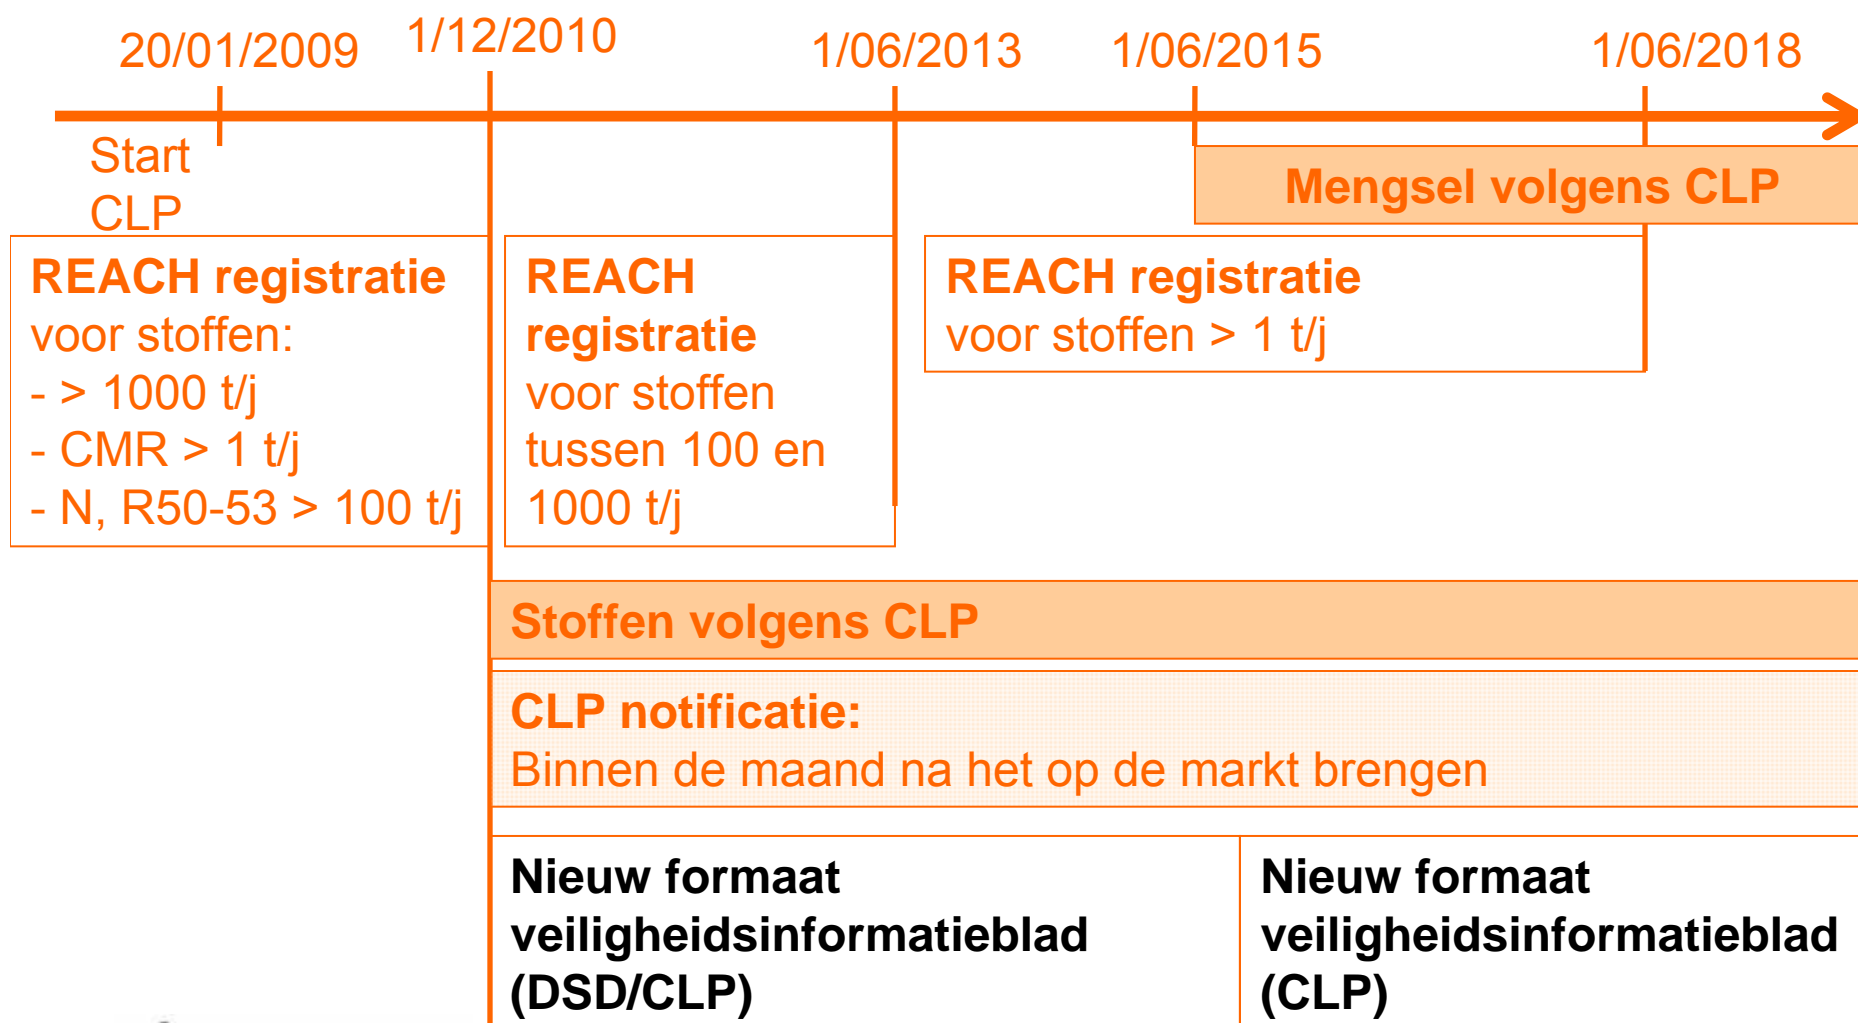 20/01/2009
1/12/2010
1/06/2013
1/06/2015
1/06/2018
Start
CLP
Mengsel volgens CLP
REACH registratie
voor stoffen:
- > 1000 t/j
- CMR > 1 t/j
- N, R50-53 > 100 t/j
REACH
registratie
voor stoffen
tussen 100 en
1000 t/j
REACH registratie
voor stoffen > 1 t/j
Stoffen volgens CLP
CLP notificatie:
Binnen de maand na het op de markt brengen
Nieuw formaat
veiligheidsinformatieblad
(DSD/CLP)
Nieuw formaat
veiligheidsinformatieblad
(CLP)